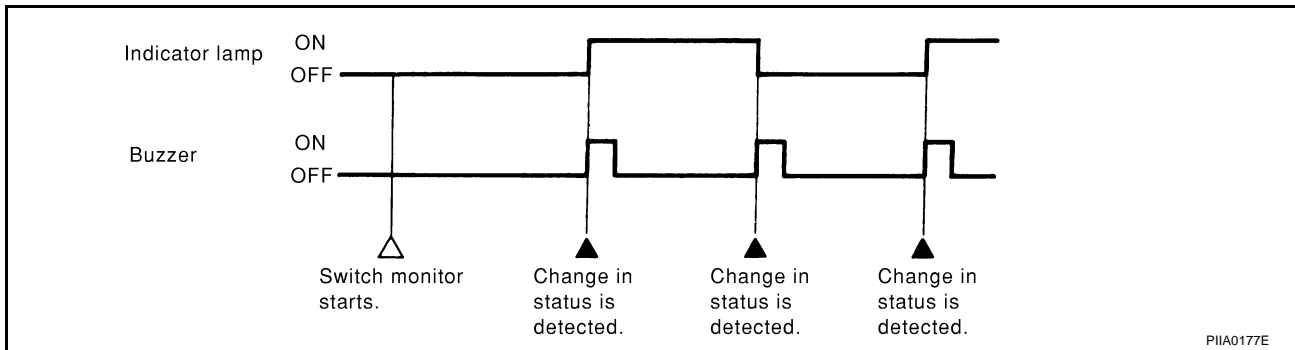 Indicator lamp
ON
OFF
Buzzer
ON
OFF
Switch monitor
starts.
Change in
status is
detected.
Change in
status is
detected.
Change in
status is
detected.
PIIA0177E